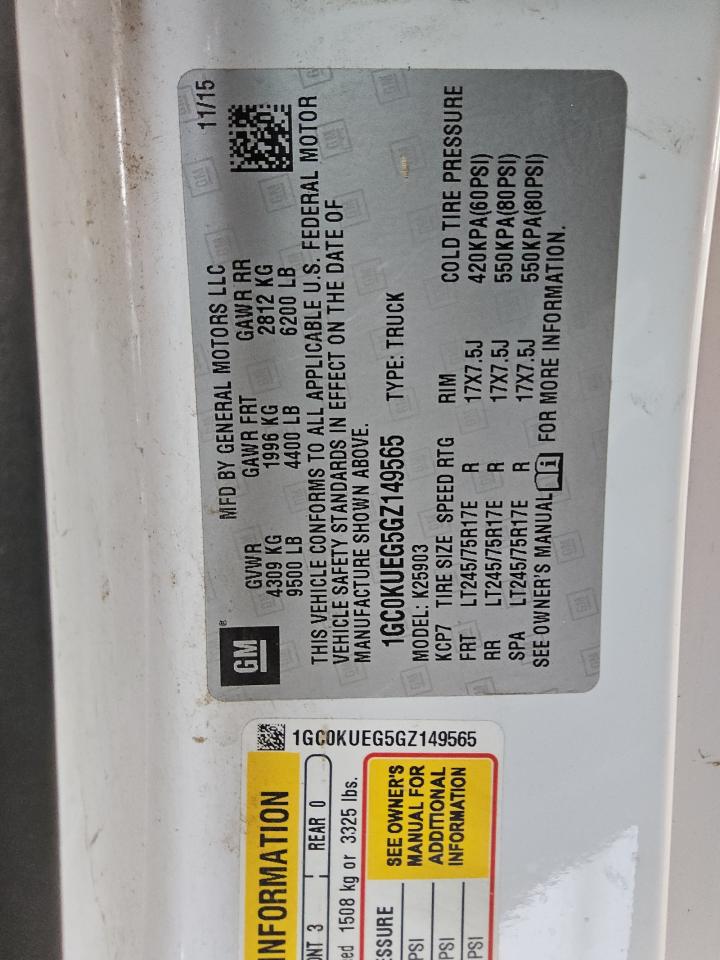 MFD BY GENERAL MOTORS LLC 11/15
GVWR GAWR FRT GAWR RR
4309 KG 1996 KG 2812 KG
9500 LB 4400 LB 6200 LB
GM®
THIS VEHICLE CONFORMS TO ALL APPLICABLE U.S. FEDERAL MOTOR
VEHICLE SAFETY STANDARDS IN EFFECT ON THE DATE OF
MANUFACTURE SHOWN ABOVE.
1GC0KUEG5GZ149565 TYPE: TRUCK
MODEL: K25903
KCP7 TIRE SIZE SPEED RTG RIM COLD TIRE PRESSURE
FRT LT245/75R17E R 17X7.5J 420KPA(60PSI)
RR LT245/75R17E R 17X7.5J 550KPA(80PSI)
SPA LT245/75R17E R 17X7.5J 550KPA(80PSI)
SEE OWNER'S MANUAL i FOR MORE INFORMATION.
1GC0KUEG5GZ149565
INFORMATION
3 REAR 0
1508 kg or 3325 lbs.
SEE OWNER'S
MANUAL FOR
ADDITIONAL
INFORMATION
PSI
PSI
PSI